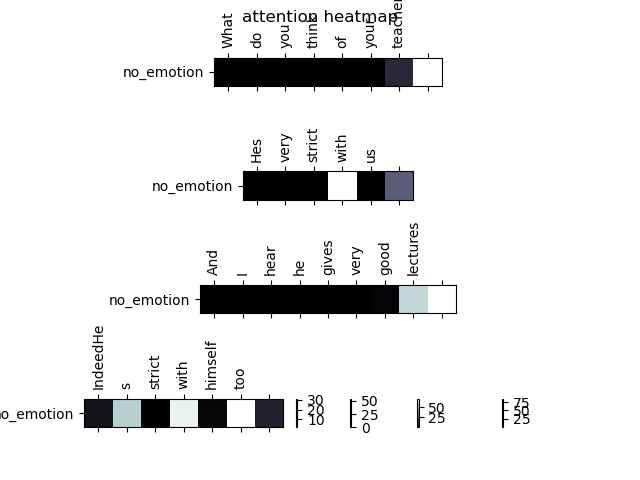 attention heatmap
What do you think of your teacher
no_emotion
Hes very strict with us
no_emotion
And I hear he gives very good lectures
no_emotion
IndeedHe s strict with himself too
no_emotion
30 20 10
50 25 0
50 25
75 50 25